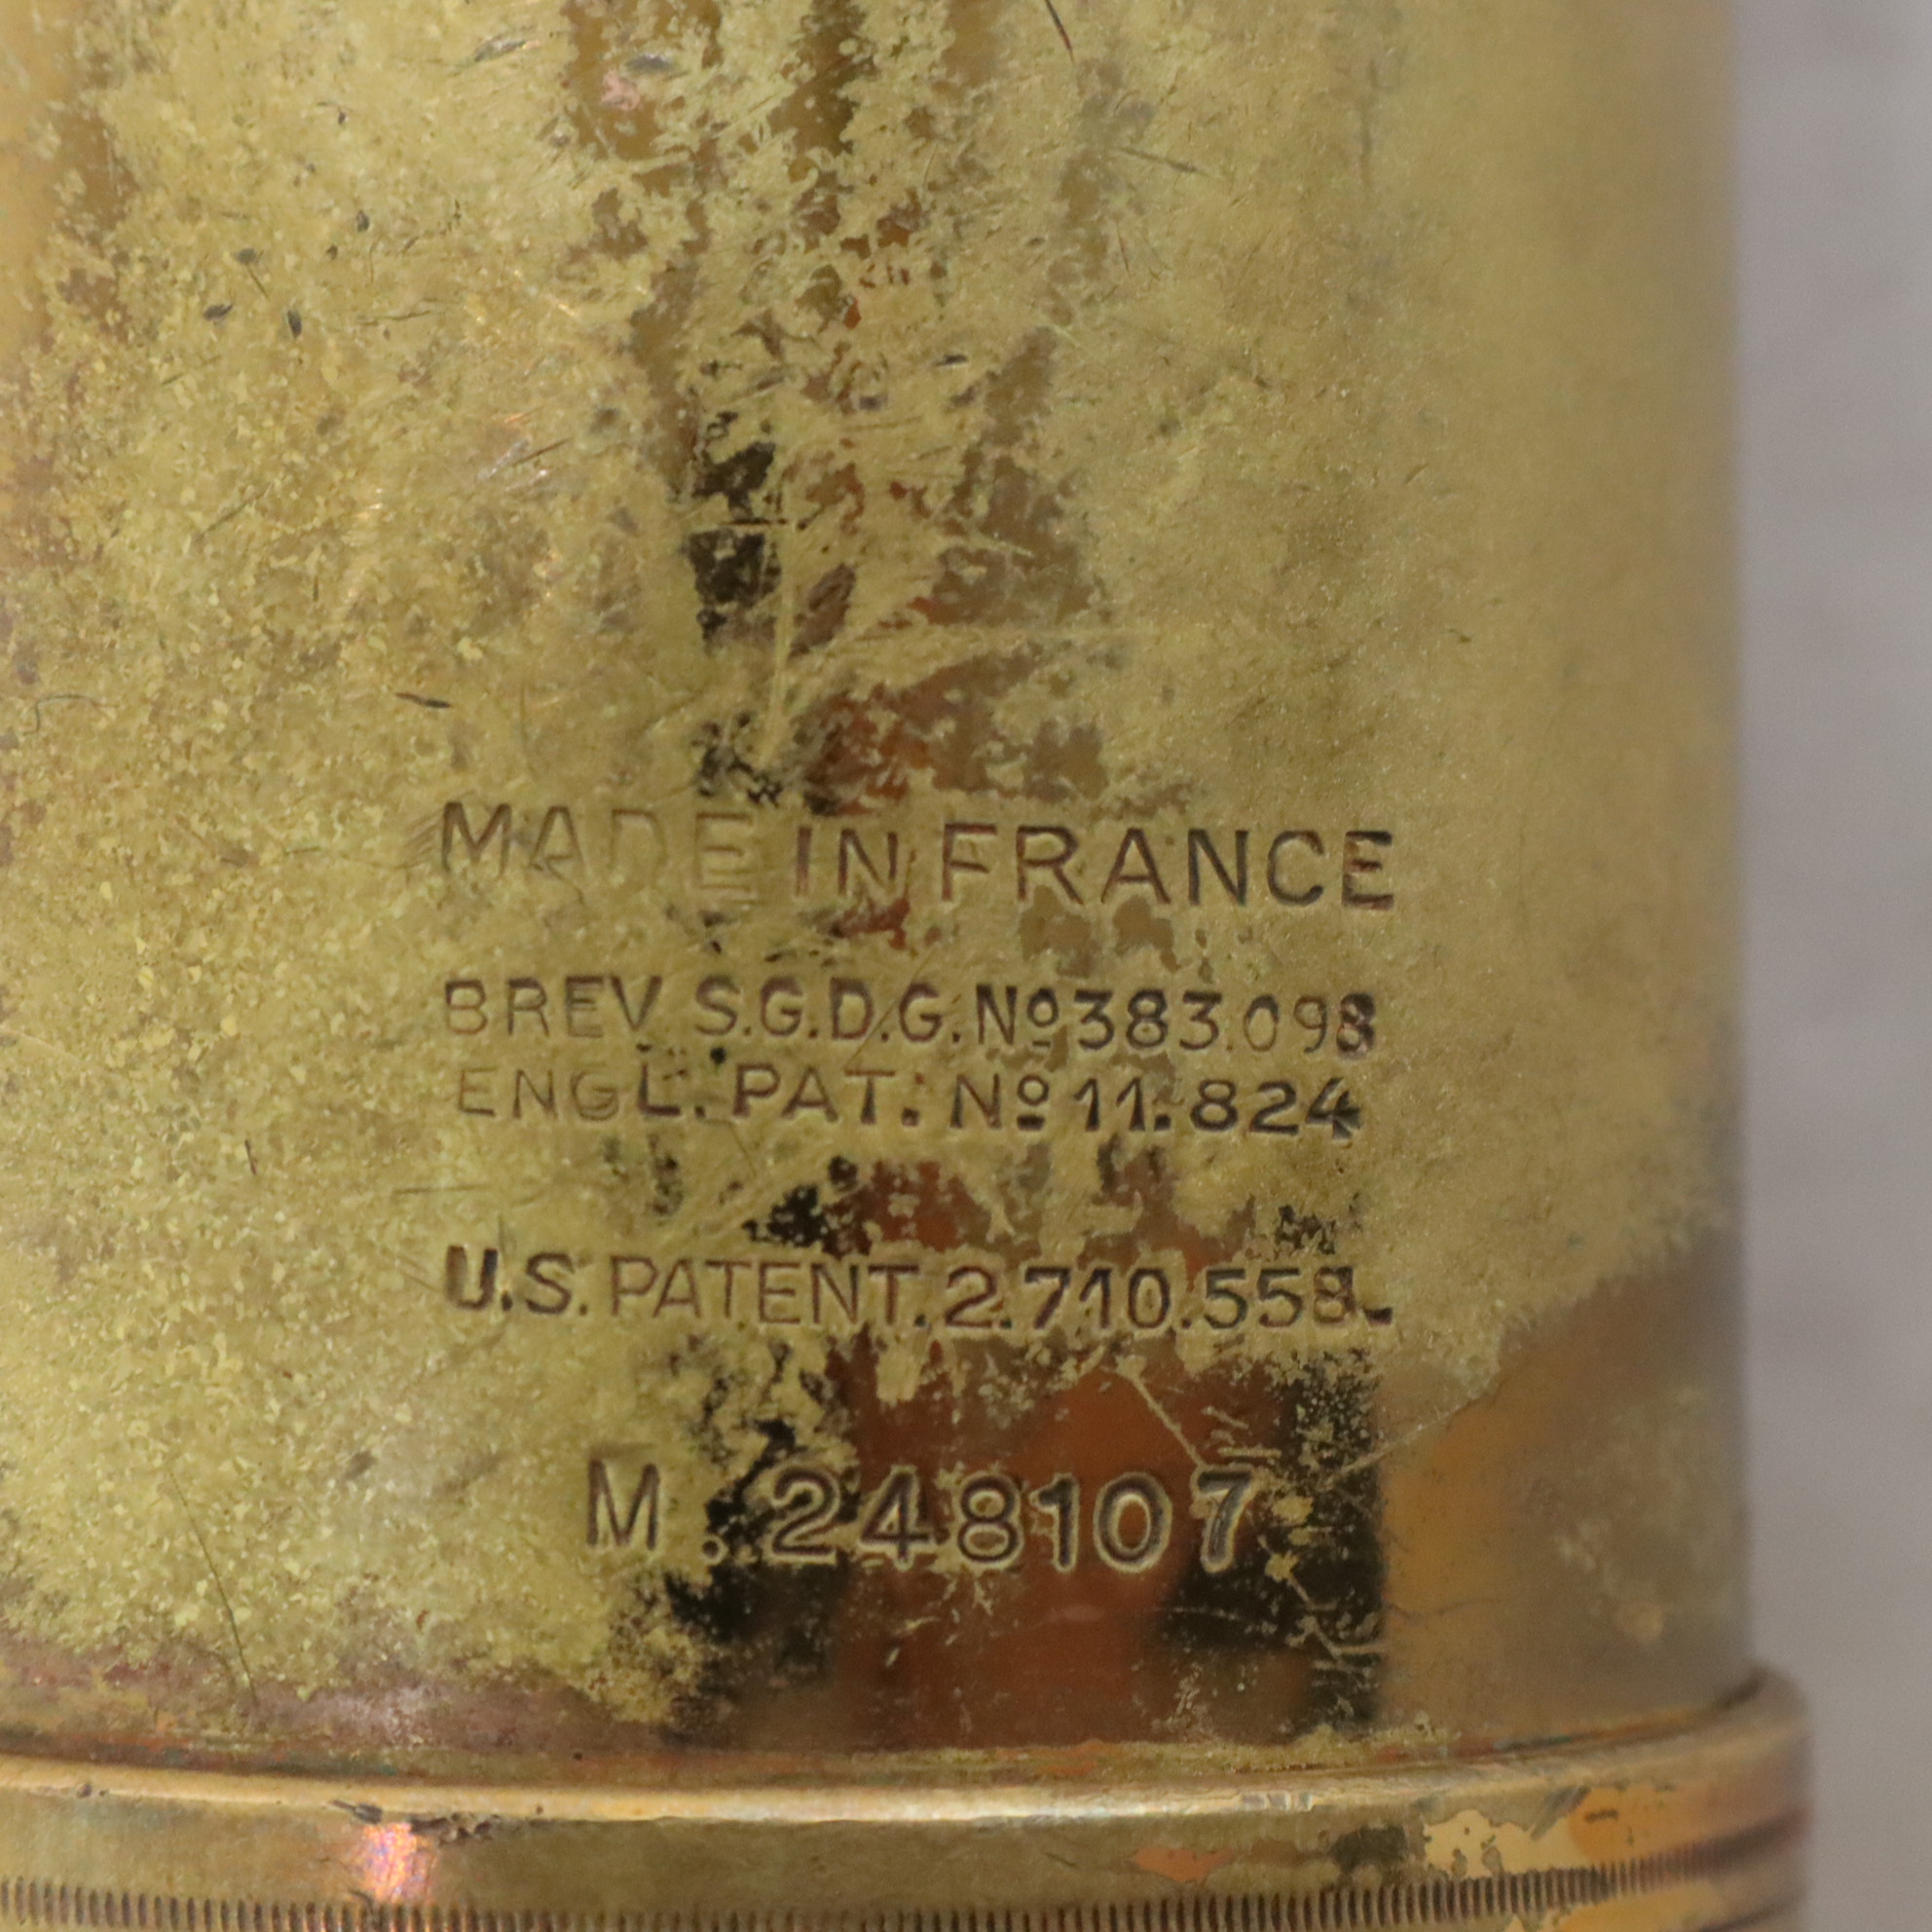 MADE IN FRANCE
BREV. S.G.D.G. Nº 383.098
ENGL. PAT. Nº 11.824
U.S. PATENT. 2.710.558.
M. 248107